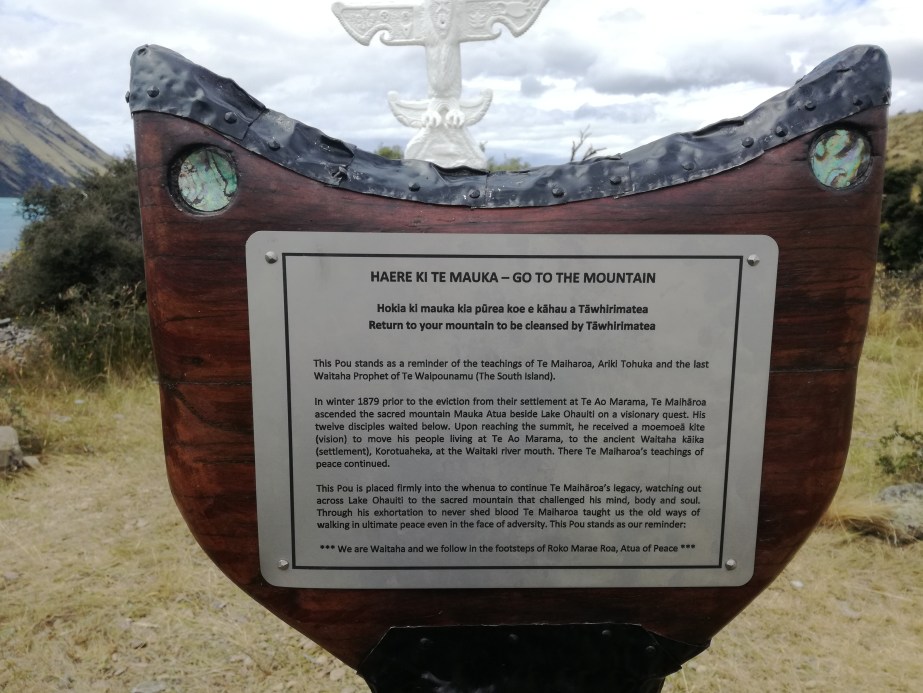 HAERE KI TE MAUKA – GO TO THE MOUNTAIN
Hokia ki mauka kia pūrea koe e kāhau a Tāwhirimatea
Return to your mountain to be cleansed by Tāwhirimatea
This Pou stands as a reminder of the teachings of Te Maiharoa, Ariki Tohuka and the last
Waitaha Prophet of Te Waipounamu (The South Island).
In winter 1879 prior to the eviction from their settlement at Te Ao Marama, Te Maihāroa
ascended the sacred mountain Mauka Atua beside Lake Ohauiti on a visionary quest. His
twelve disciples waited below. Upon reaching the summit, he received a moemoeā kite
(vision) to move his people living at Te Ao Marama, to the ancient Waitaha kāika
(settlement), Korotuaheka, at the Waitaki river mouth. There Te Maiharoa's teachings of
peace continued.
This Pou is placed firmly into the whenua to continue Te Maihāroa's legacy, watching out
across Lake Ohauiti to the sacred mountain that challenged his mind, body and soul.
Through his exhortation to never shed blood Te Maiharoa taught us the old ways of
walking in ultimate peace even in the face of adversity. This Pou stands as our reminder:
*** We are Waitaha and we follow in the footsteps of Roko Marae Roa, Atua of Peace ***